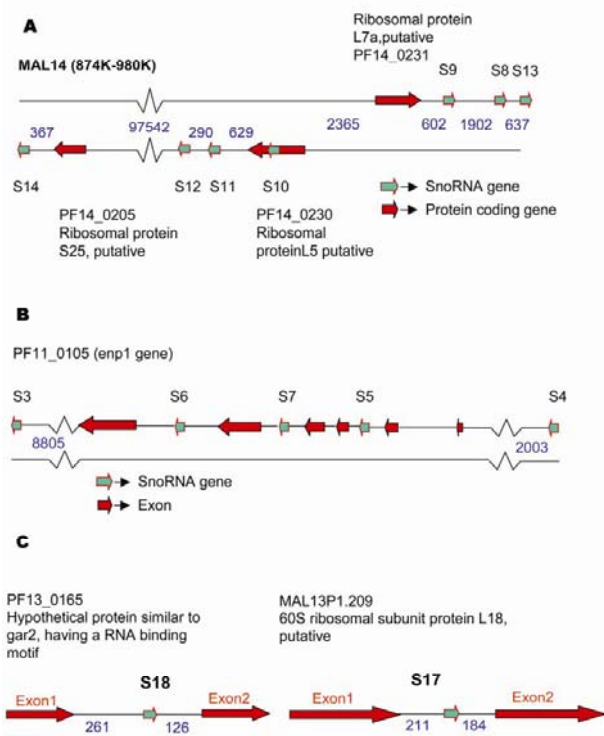 A
Ribosomal protein
L7a,putative
PF14_0231
MAL14 (874K-980K)
S9 S8 S13
367 97542 290 629 2365 602 1902 637
S14 S12 S11 S10
SnoRNA gene
Protein coding gene
PF14_0205
Ribosomal protein
S25, putative
PF14_0230
Ribosomal
proteinL5 putative
B
PF11_0105 (enp1 gene)
S3 S6 S7 S5 S4
8805 2003
SnoRNA gene
Exon
C
PF13_0165
Hypothetical protein similar to
gar2, having a RNA binding
motif
MAL13P1.209
60S ribosomal subunit protein L18,
putative
S18 S17
Exon1 Exon2 Exon1 Exon2
261 126 211 184